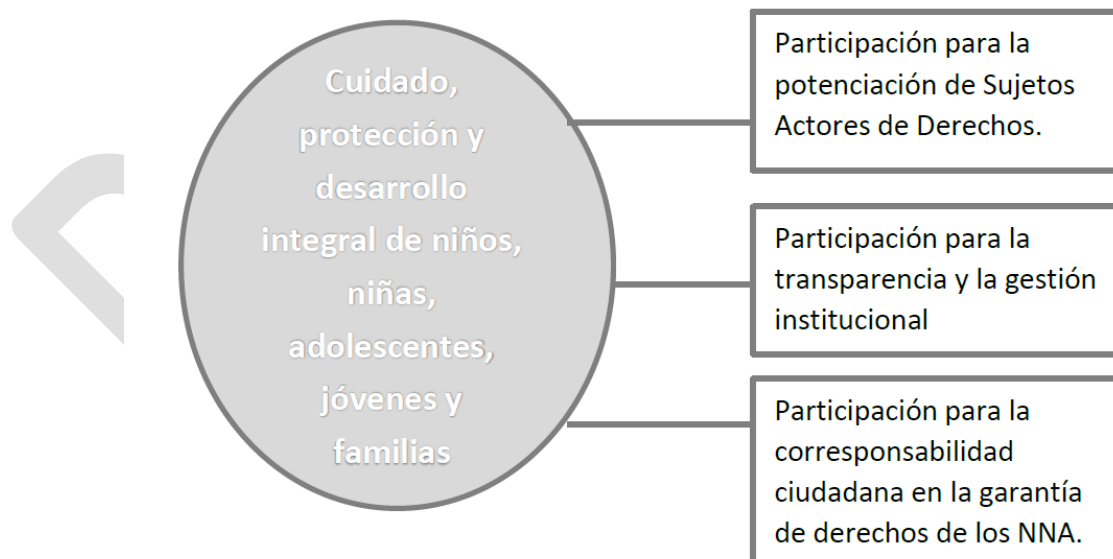 Cuidado,
protección y
desarrollo
integral de niños,
niñas,
adolescentes,
jóvenes y
familias
Participación para la
potenciación de Sujetos
Actores de Derechos.
Participación para la
transparencia y la gestión
institucional
Participación para la
corresponsabilidad
ciudadana en la garantía
de derechos de los NNA.